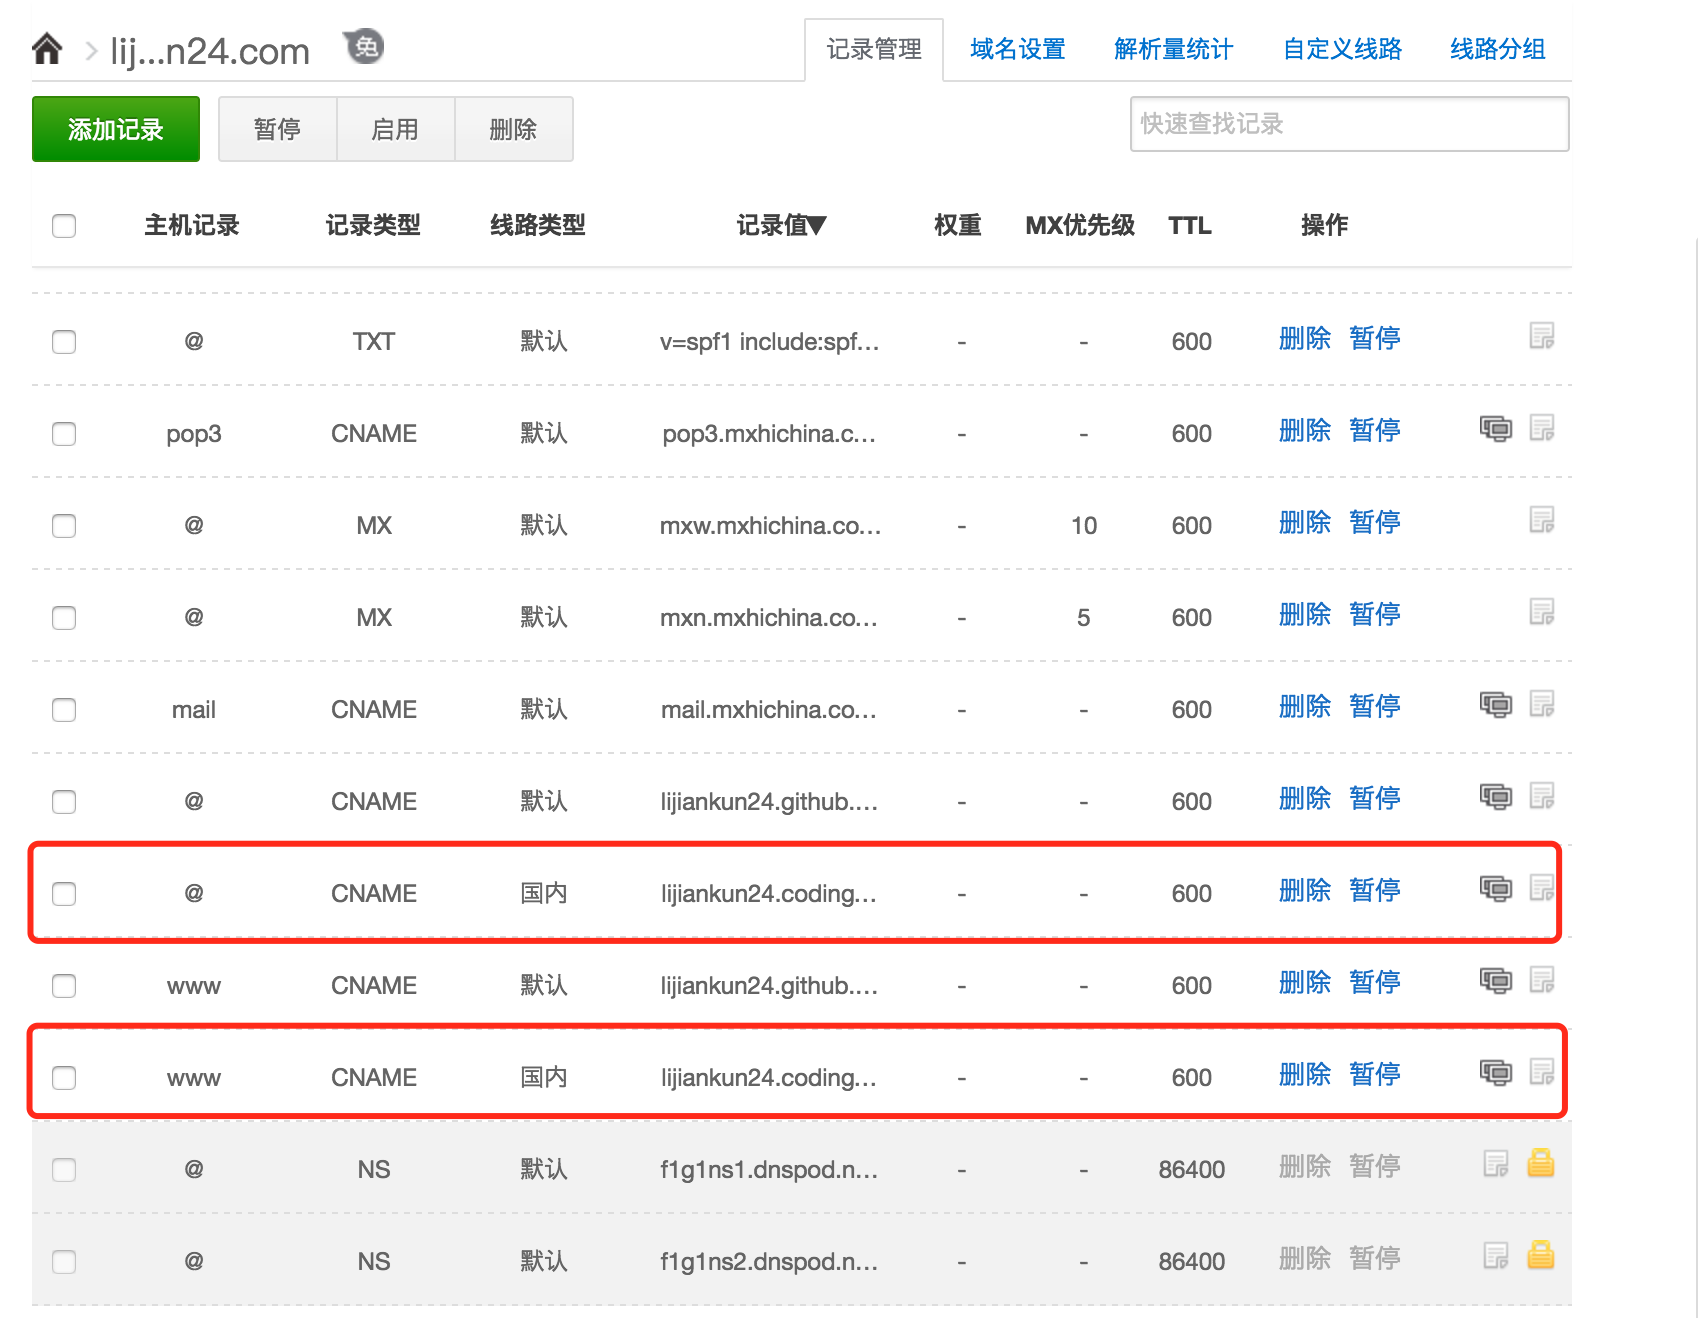 lij...n24.com 免 记录管理 域名设置 解析量统计 自定义线路 线路分组
添加记录 暂停 启用 删除 快速查找记录
主机记录 记录类型 线路类型 记录值▼ 权重 MX优先级 TTL 操作
@ TXT 默认 v=spf1 include:spf... - - 600 删除 暂停
pop3 CNAME 默认 pop3.mxhichina.c... - - 600 删除 暂停
@ MX 默认 mxw.mxhichina.co... - 10 600 删除 暂停
@ MX 默认 mxn.mxhichina.co... - 5 600 删除 暂停
mail CNAME 默认 mail.mxhichina.co... - - 600 删除 暂停
@ CNAME 默认 lijiankun24.github.... - - 600 删除 暂停
@ CNAME 国内 lijiankun24.coding... - - 600 删除 暂停
www CNAME 默认 lijiankun24.github.... - - 600 删除 暂停
www CNAME 国内 lijiankun24.coding... - - 600 删除 暂停
@ NS 默认 f1g1ns1.dnspod.n... - - 86400 删除 暂停
@ NS 默认 f1g1ns2.dnspod.n... - - 86400 删除 暂停